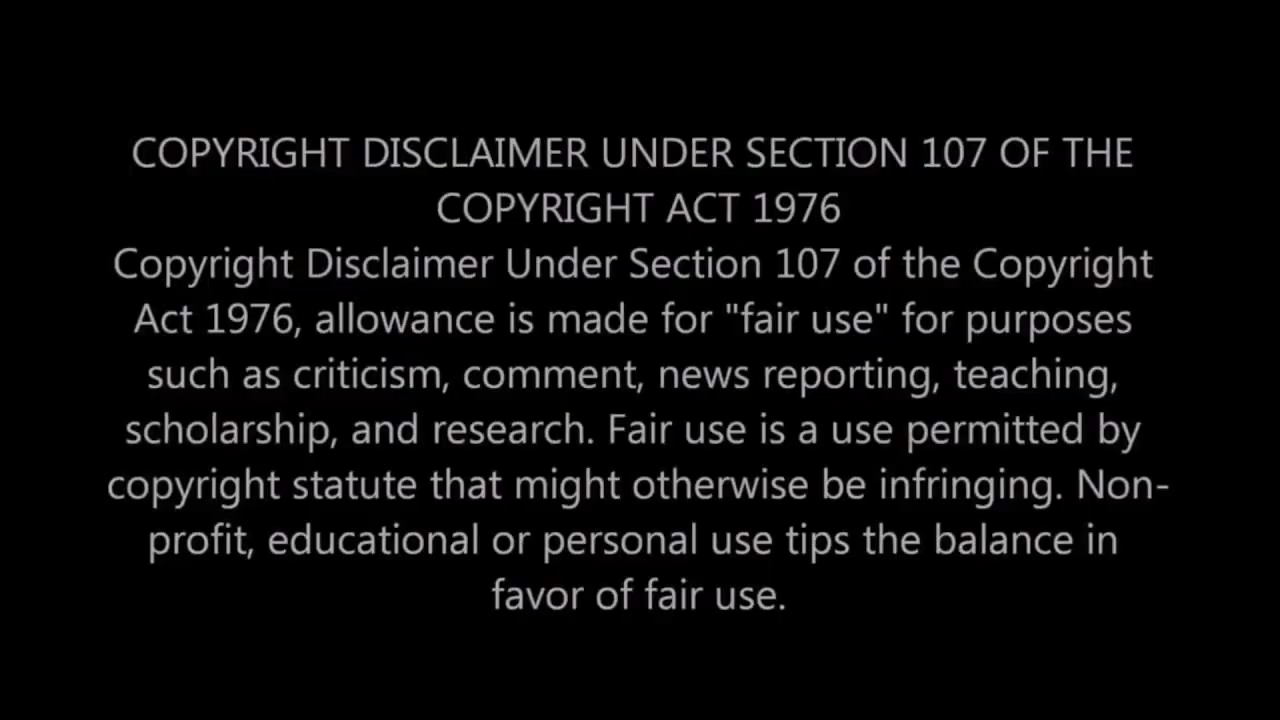 COPYRIGHT DISCLAIMER UNDER SECTION 107 OF THE
COPYRIGHT ACT 1976
Copyright Disclaimer Under Section 107 of the Copyright
Act 1976, allowance is made for "fair use" for purposes
such as criticism, comment, news reporting, teaching,
scholarship, and research. Fair use is a use permitted by
copyright statute that might otherwise be infringing. Non-
profit, educational or personal use tips the balance in
favor of fair use.